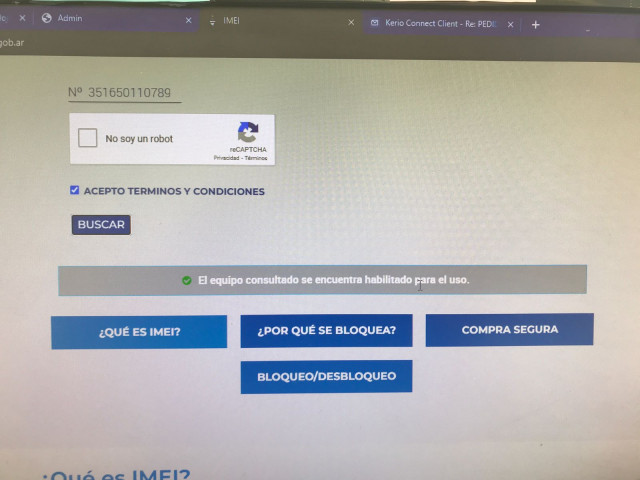 Admin
IMEI
Kerio Connect Client - Re: PEDI
gob.ar
Nº 351650110789
No soy un robot
reCAPTCHA
Privacidad - Términos
ACEPTO TERMINOS Y CONDICIONES
BUSCAR
El equipo consultado se encuentra habilitado para el uso.
¿QUÉ ES IMEI?
¿POR QUÉ SE BLOQUEA?
COMPRA SEGURA
BLOQUEO/DESBLOQUEO
¿Qué es IMEI?